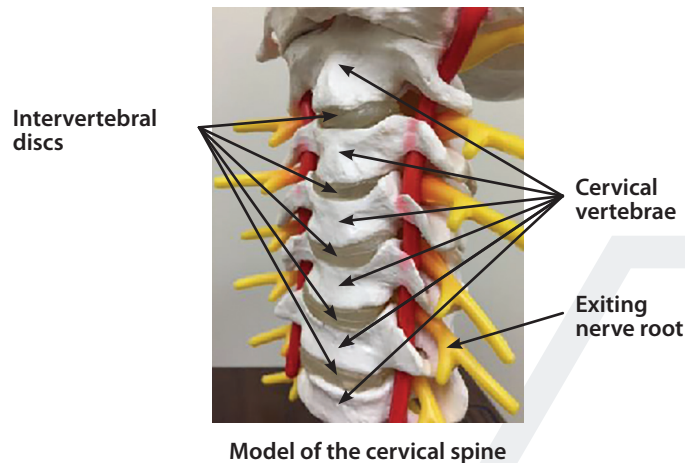 Intervertebral
discs
Cervical
vertebrae
Exiting
nerve root
Model of the cervical spine